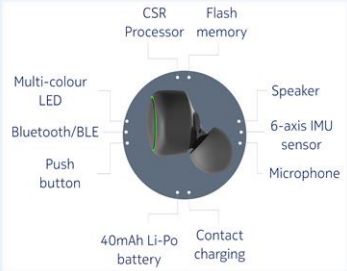 CSR
Processor
Flash
memory
Multi-colour
LED
Bluetooth/BLE
Push
button
Speaker
6-axis IMU
sensor
Microphone
40mAh Li-Po
battery
Contact
charging